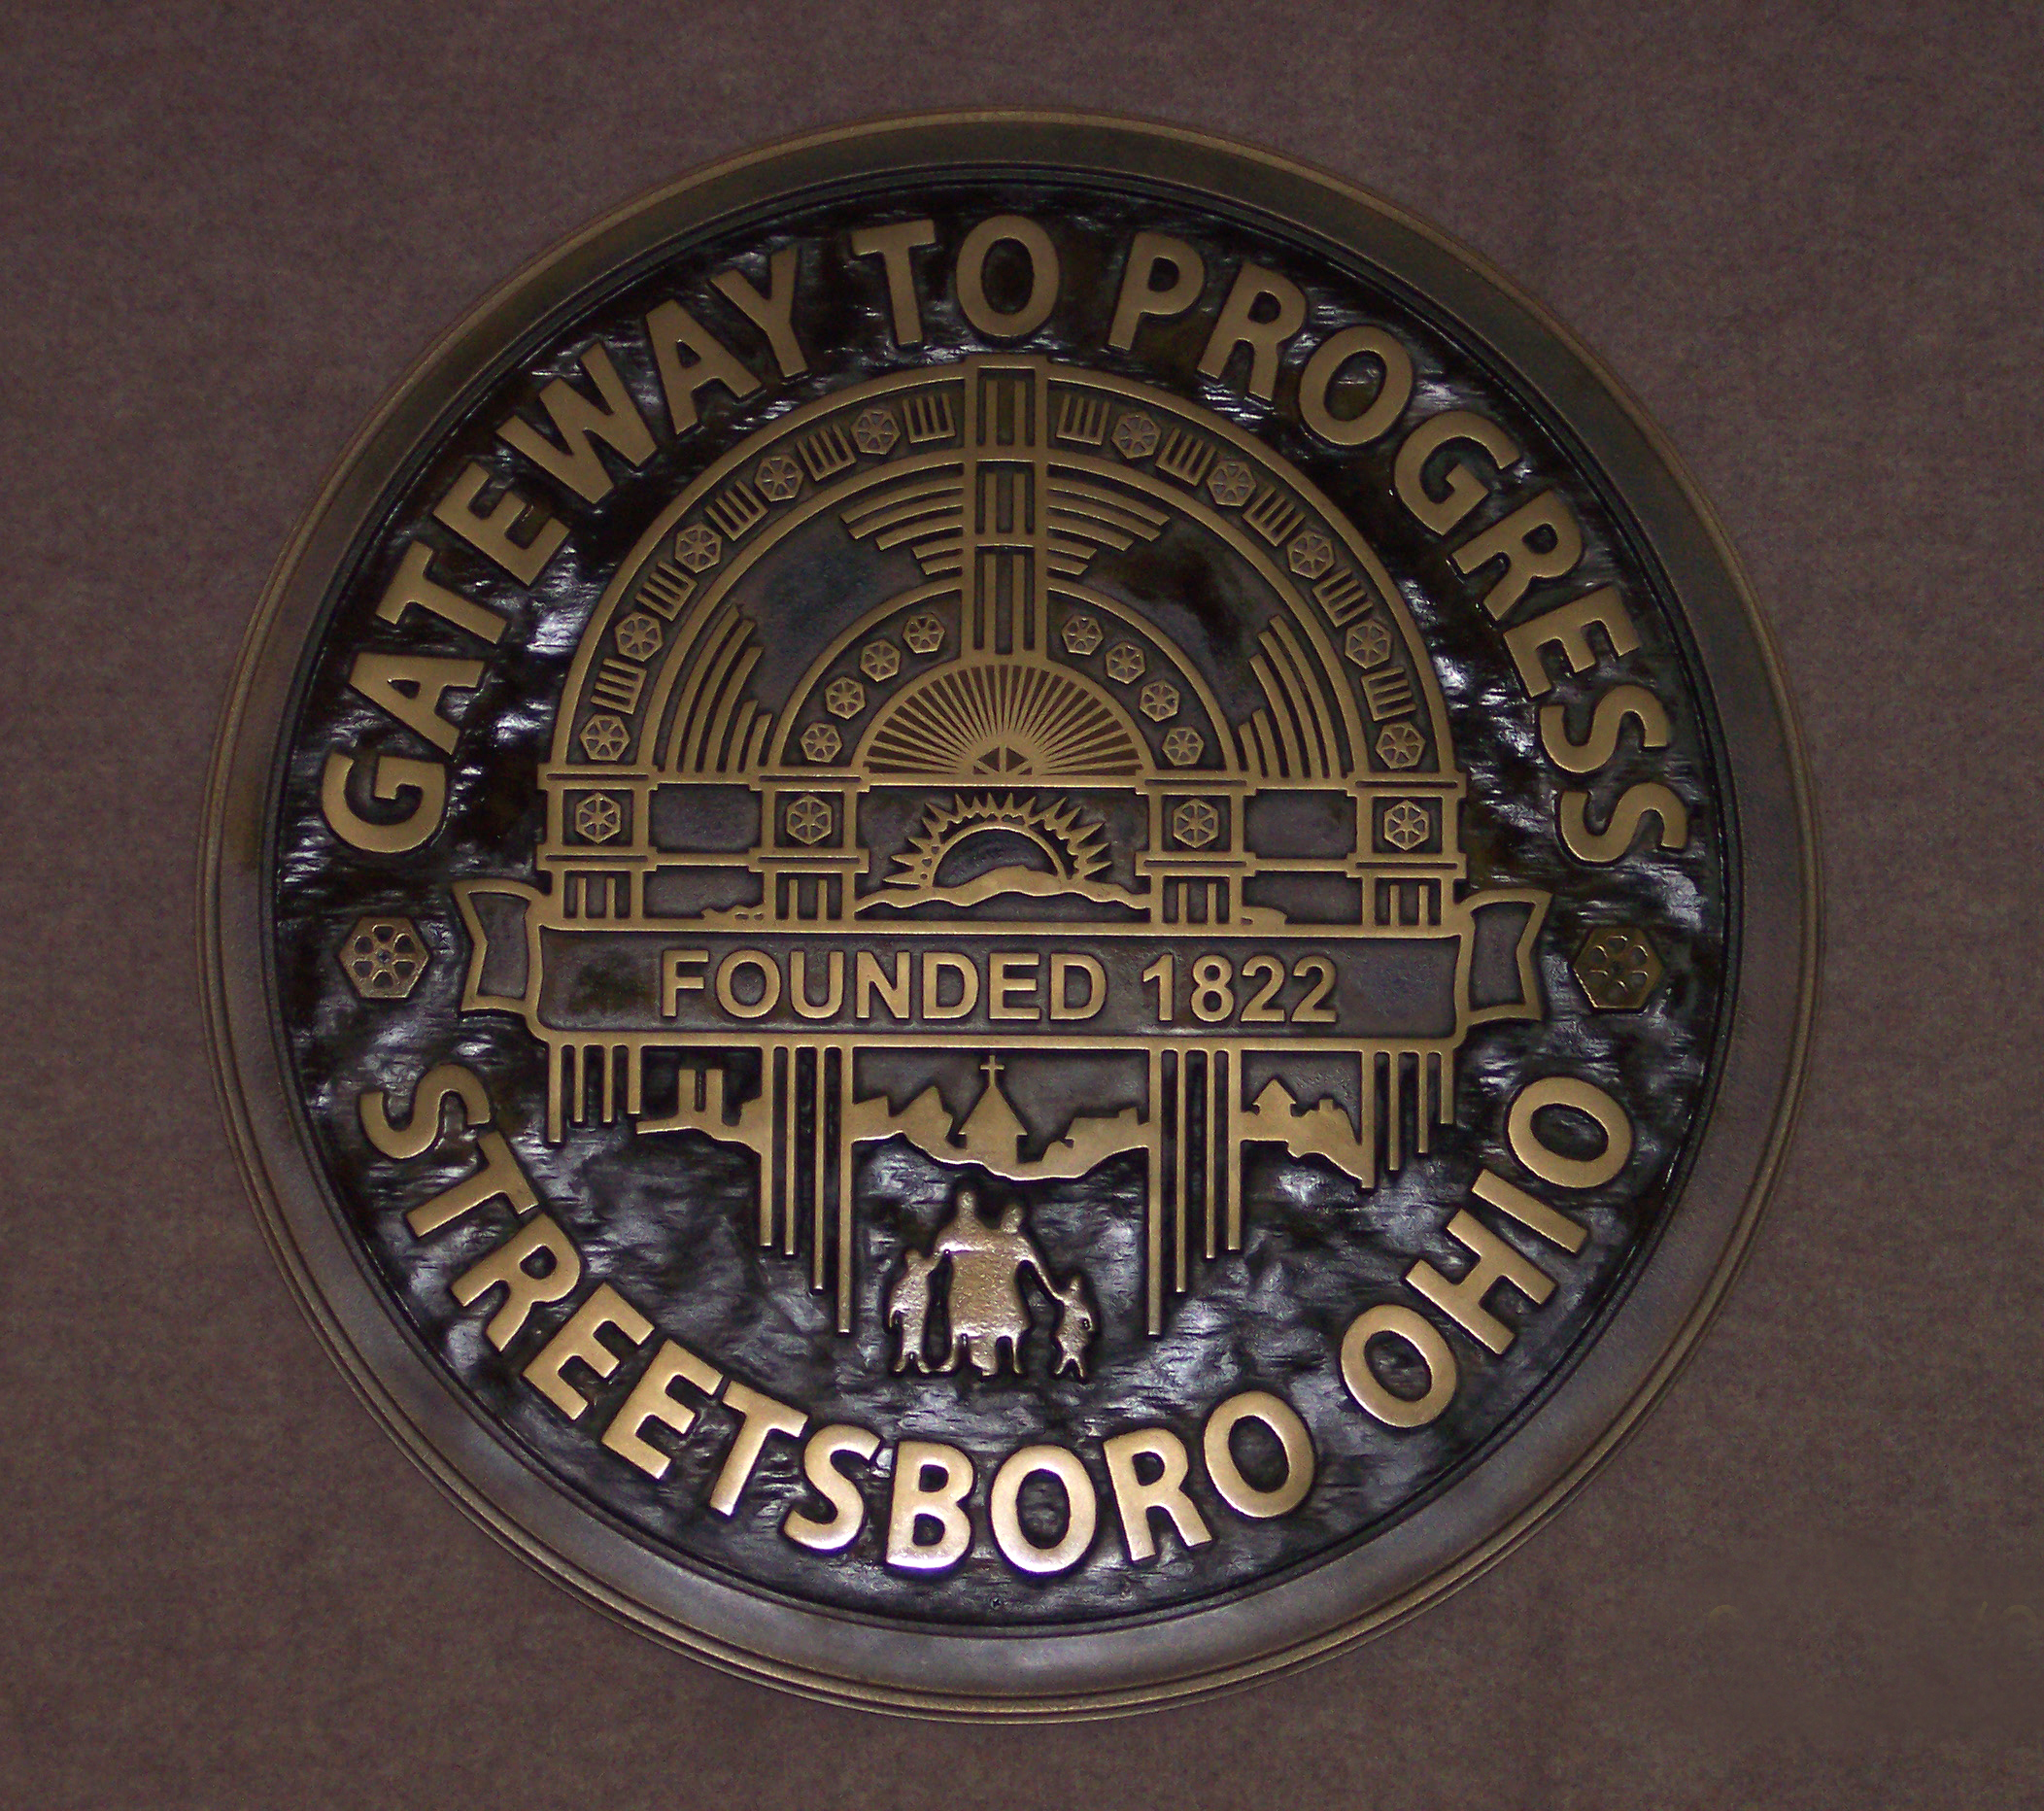 GATEWAY TO PROGRESS
FOUNDED 1822
STREETSBORO OHIO